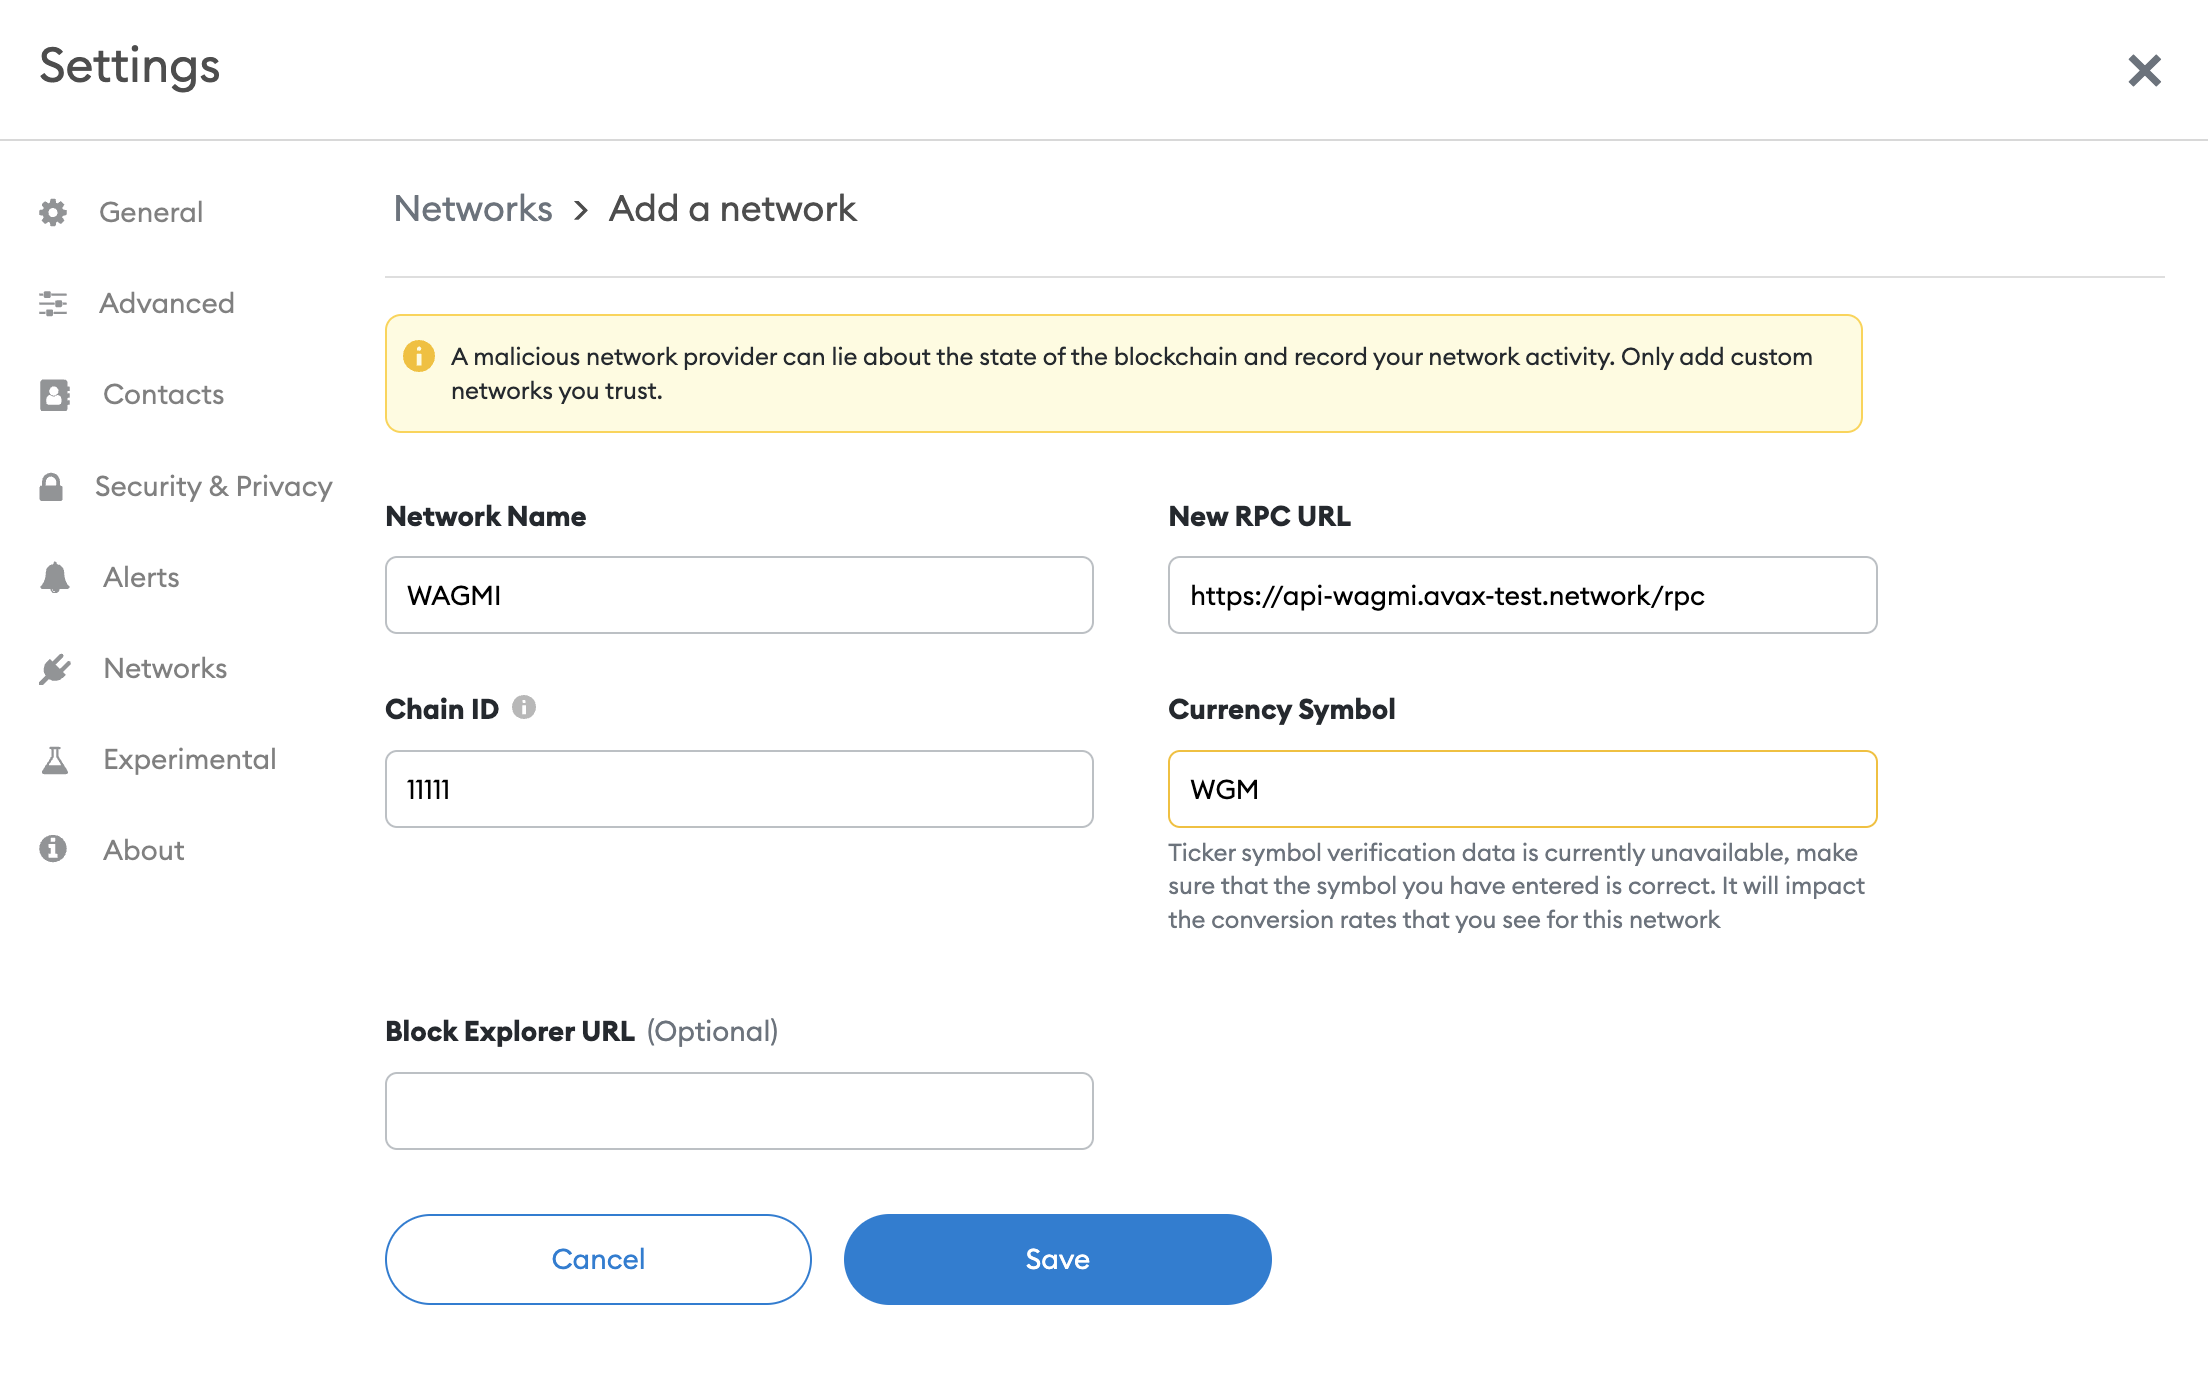 Settings
General
Advanced
Contacts
Security & Privacy
Alerts
Networks
Experimental
About
Networks > Add a network
A malicious network provider can lie about the state of the blockchain and record your network activity. Only add custom
networks you trust.
Network Name
WAGMI
New RPC URL
https://api-wagmi.avax-test.network/rpc
Chain ID
11111
Currency Symbol
WGM
Ticker symbol verification data is currently unavailable, make
sure that the symbol you have entered is correct. It will impact
the conversion rates that you see for this network
Block Explorer URL (Optional)
Cancel
Save